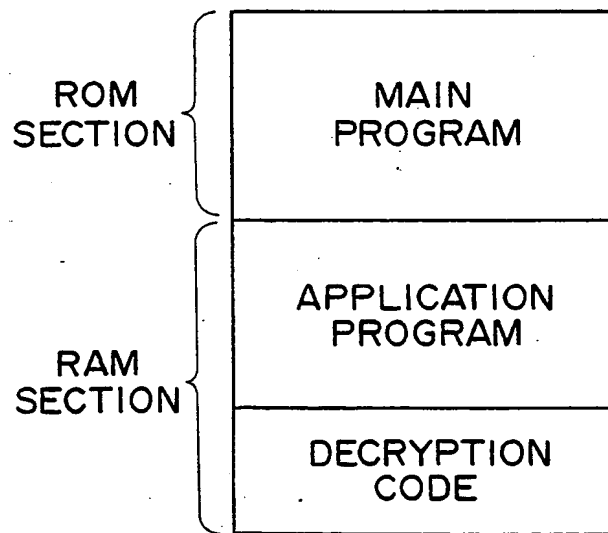 ROM
SECTION
MAIN
PROGRAM
RAM
SECTION
APPLICATION
PROGRAM
DECRYPTION
CODE